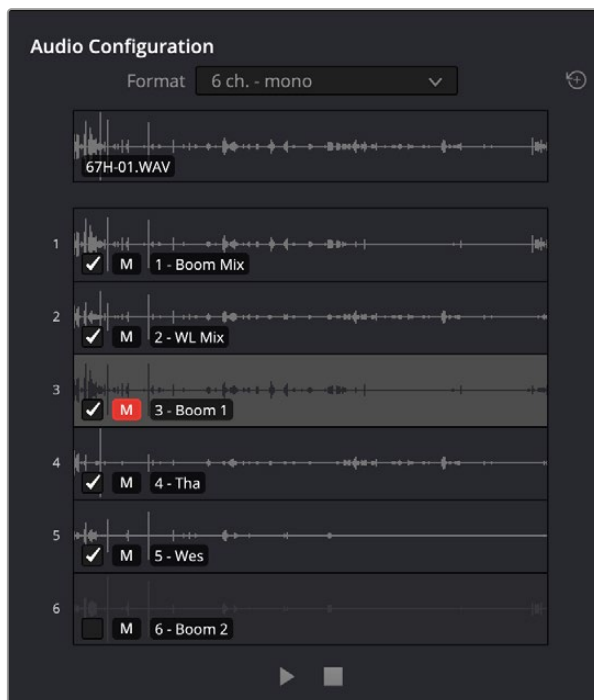 Audio Configuration
Format 6 ch. - mono
67H-01.WAV
1
M 1 - Boom Mix
2
M 2 - WL Mix
3
M 3 - Boom 1
4
M 4 - Tha
5
M 5 - Wes
6
M 6 - Boom 2